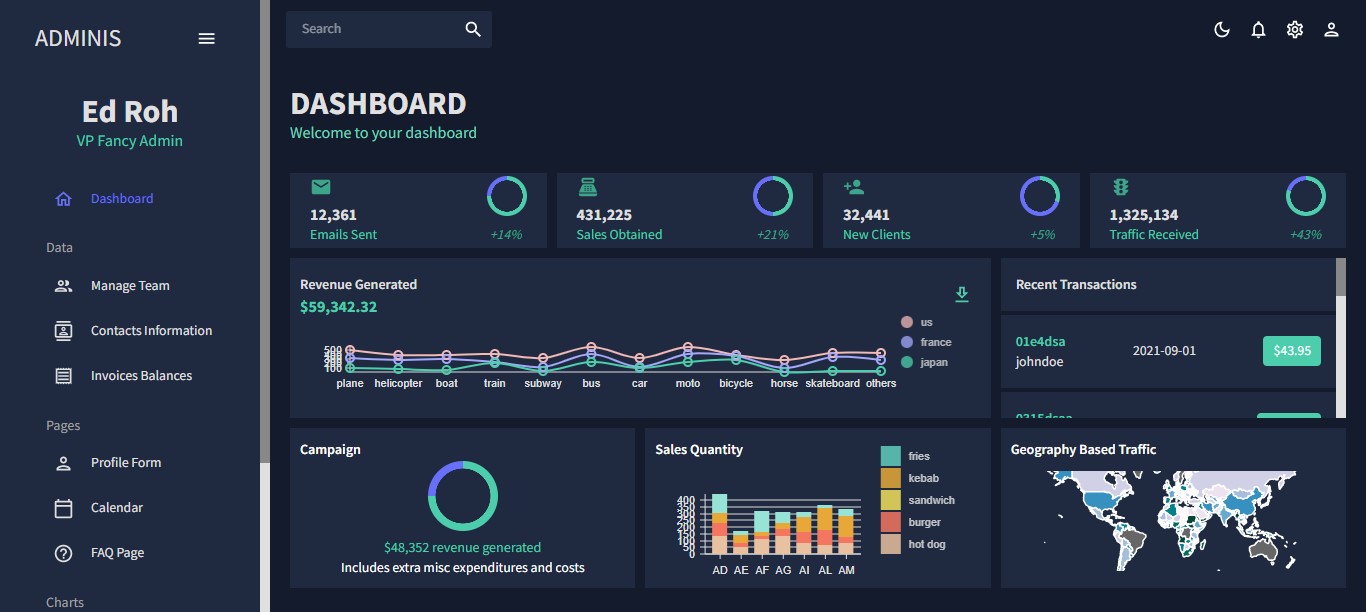 ADMINIS
Search
Ed Roh
VP Fancy Admin
Dashboard
Data
Manage Team
Contacts Information
Invoices Balances
Pages
Profile Form
Calendar
FAQ Page
Charts
DASHBOARD
Welcome to your dashboard
12,361
Emails Sent
+14%
431,225
Sales Obtained
+21%
32,441
New Clients
+5%
1,325,134
Traffic Received
+43%
Revenue Generated
$59,342.32
us
france
japan
500
100
plane helicopter boat train subway bus car moto bicycle horse skateboard others
Recent Transactions
01e4dsa
johndoe
2021-09-01
$43.95
Campaign
$48,352 revenue generated
Includes extra misc expenditures and costs
Sales Quantity
fries
kebab
sandwich
burger
hot dog
400
350
300
250
200
150
100
50
0
AD AE AF AG AI AL AM
Geography Based Traffic